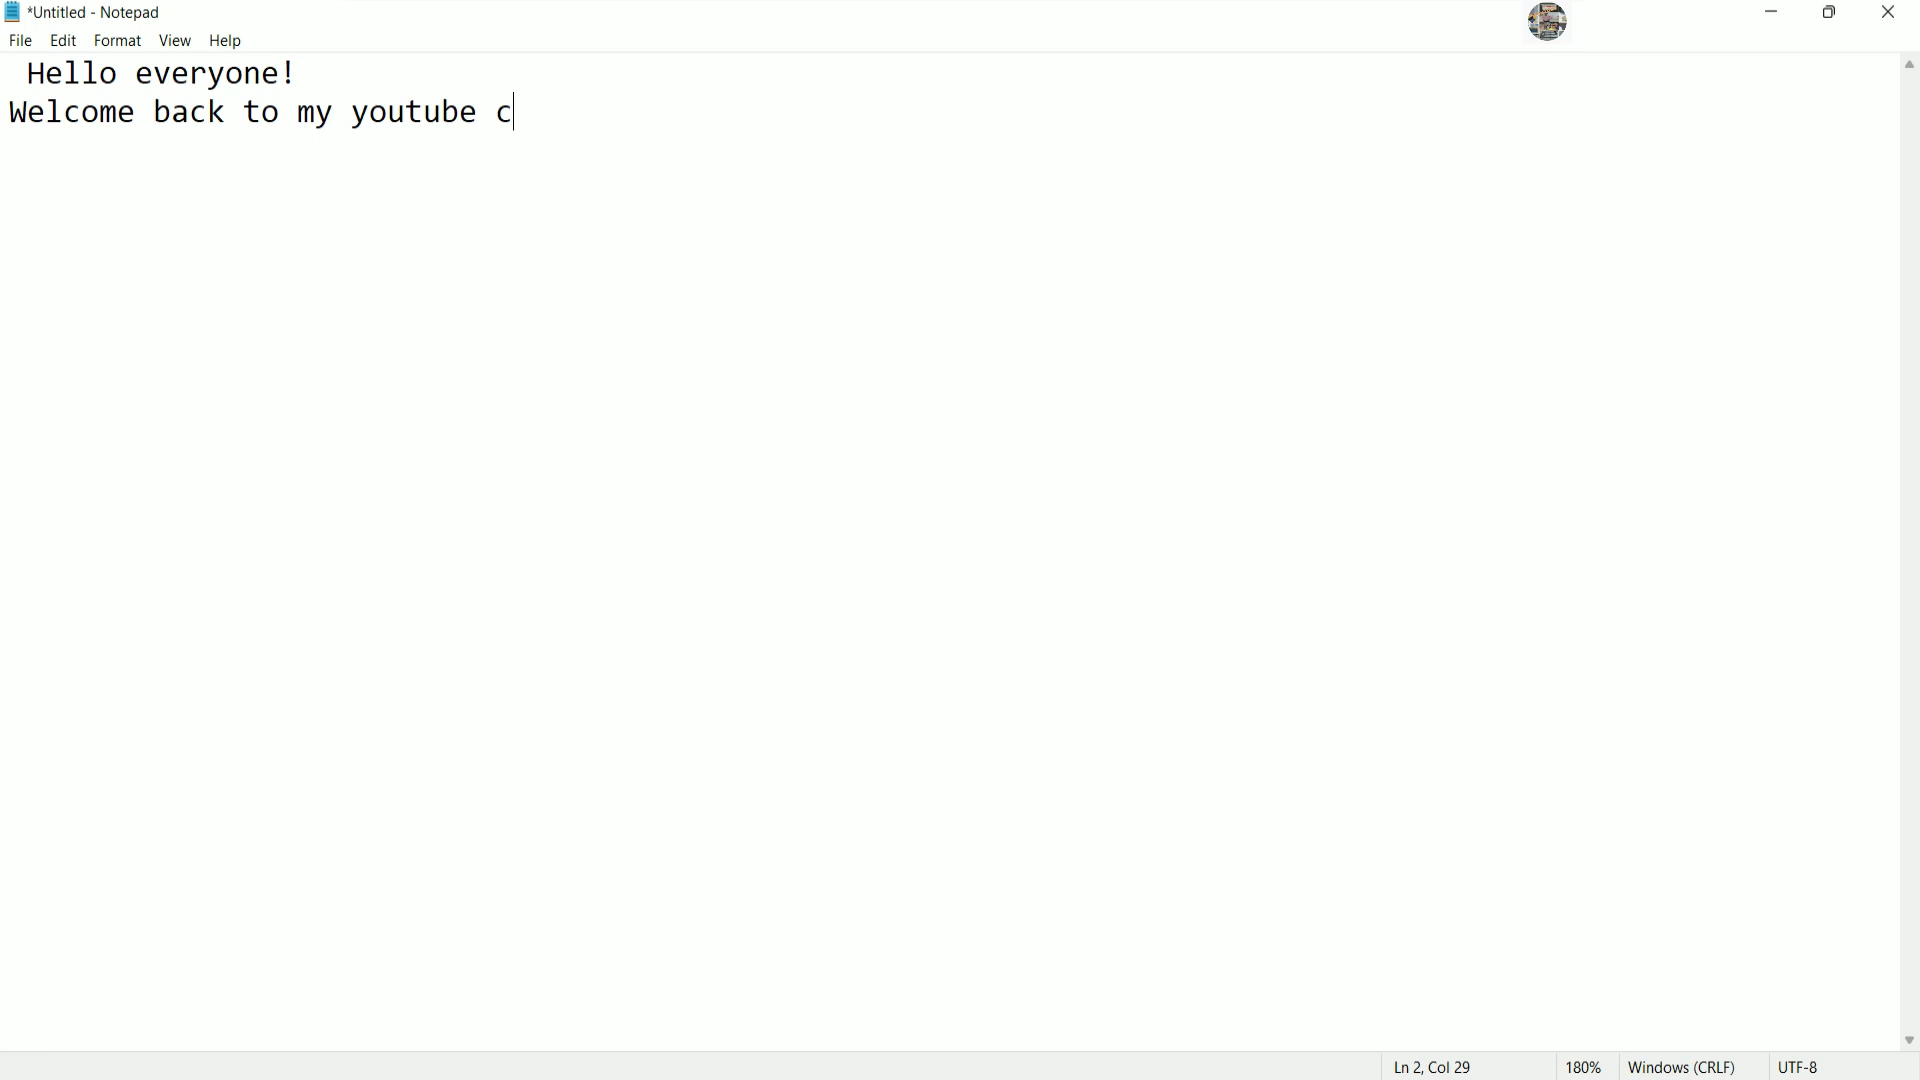 *Untitled - Notepad
File Edit Format View Help
Hello everyone!
Welcome back to my youtube c
Ln 2, Col 29 180% Windows (CRLF) UTF-8